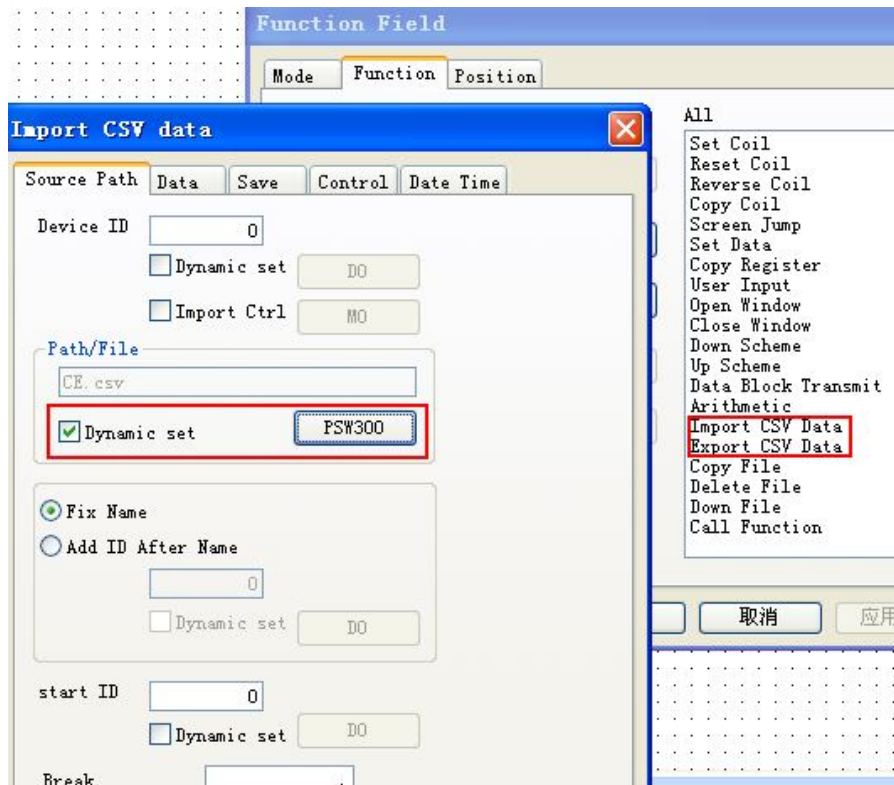 Function Field
Mode Function Position
All
Set Coil
Reset Coil
Reverse Coil
Copy Coil
Screen Jump
Set Data
Copy Register
User Input
Open Window
Close Window
Down Scheme
Up Scheme
Data Block Transmit
Arithmetic
Import CSV Data
Export CSV Data
Copy File
Delete File
Down File
Call Function
取消
应用
Import CSV data
Source Path Data Save Control Date Time
Device ID 0
Dynamic set D0
Import Ctrl M0
Path/File
CE.csv
Dynamic set PSW300
Fix Name
Add ID After Name
0
Dynamic set D0
start ID 0
Dynamic set D0
Break